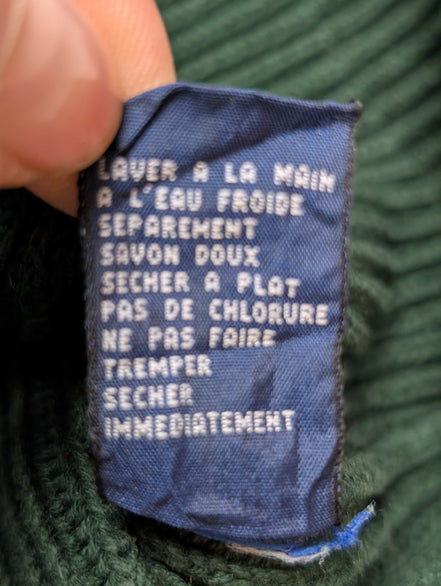 LAVER A LA MAIN
A L'EAU FROIDE
SEPAREMENT
SAVON DOUX
SECHER A PLAT
PAS DE CHLORURE
NE PAS FAIRE
TREMPER
SECHER
IMMEDIATEMENT